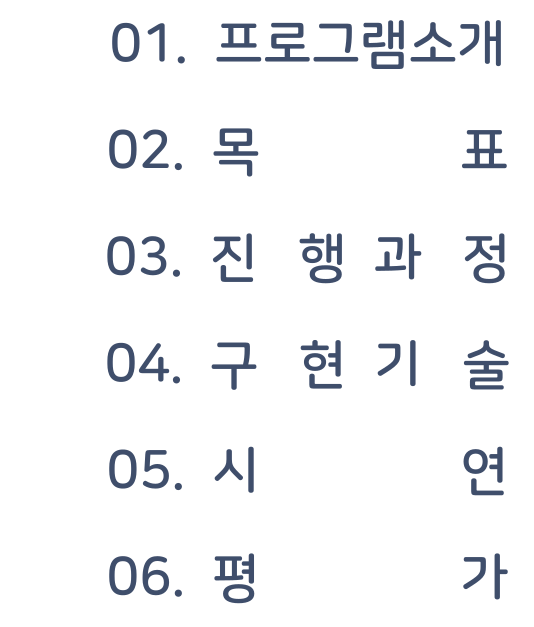 01. 프로그램소개
02. 목 표
03. 진 행 과 정
04. 구 현 기 술
05. 시 연
06. 평 가